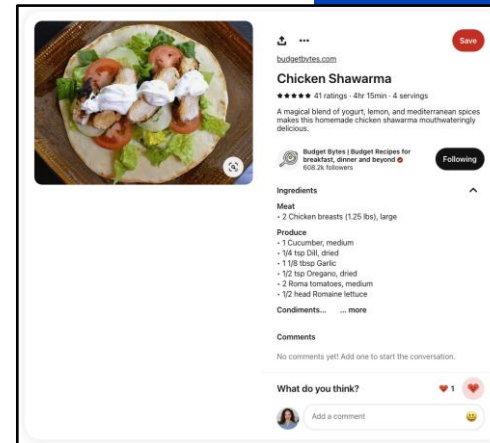 Save
budgetbytes.com
Chicken Shawarma
41 ratings · 4hr 15min · 4 servings
A magical blend of yogurt, lemon, and mediterranean spices
makes this homemade chicken shawarma mouthwateringly
delicious.
Budget Bytes | Budget Recipes for
breakfast, dinner and beyond
608.2k followers
Following
Ingredients
Meat
• 2 Chicken breasts (1.25 lbs), large
Produce
• 1 Cucumber, medium
• 1/4 tsp Dill, dried
• 1 1/8 tbsp Garlic
• 1/2 tsp Oregano, dried
• 2 Roma tomatoes, medium
• 1/2 head Romaine lettuce
Condiments... ... more
Comments
No comments yet! Add one to start the conversation.
What do you think?
1
Add a comment